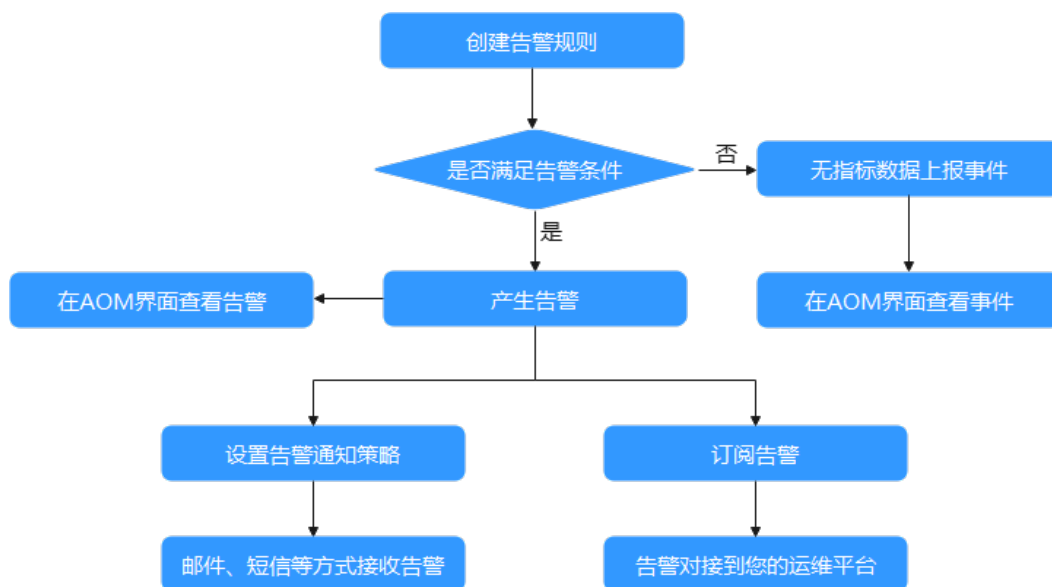 创建告警规则
是否满足告警条件
否
无指标数据上报事件
是
在AOM界面查看告警
产生告警
在AOM界面查看事件
设置告警通知策略
订阅告警
邮件、短信等方式接收告警
告警对接到您的运维平台